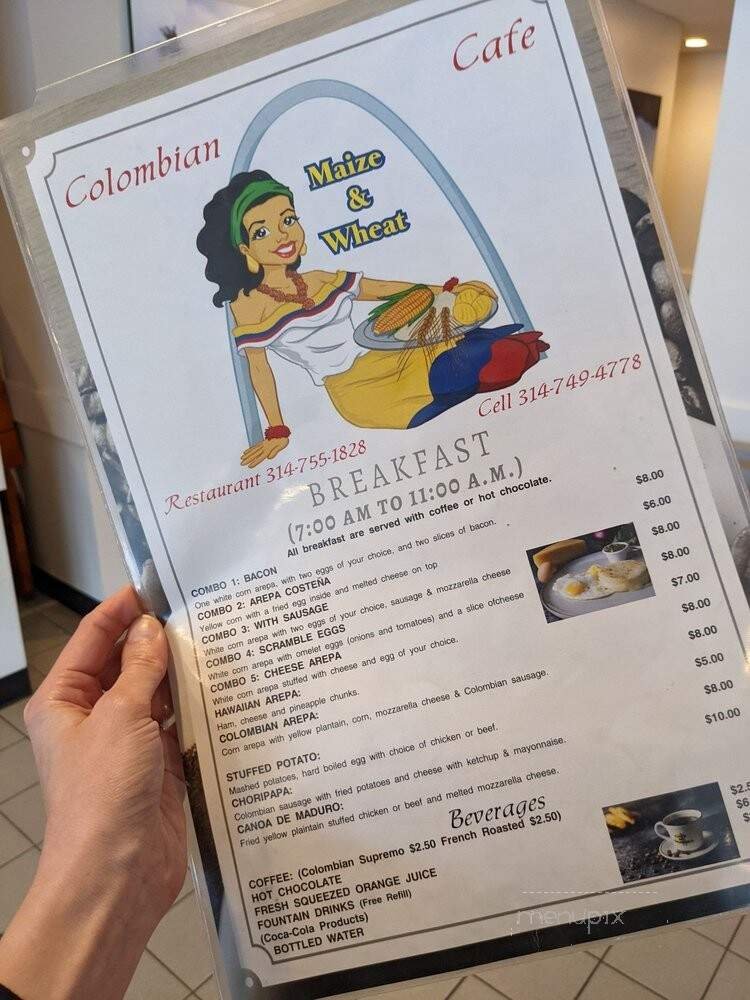 Colombian Cafe
Maize
&
Wheat
Restaurant 314-755-1828 Cell 314-749-4778
BREAKFAST
(7:00 AM TO 11:00 A.M.)
All breakfast are served with coffee or hot chocolate.
COMBO 1: BACON $8.00
One white corn arepa, with two eggs of your choice, and two slices of bacon.
COMBO 2: AREPA COSTEÑA $6.00
Yellow corn with a fried egg inside and melted cheese on top
COMBO 3: WITH SAUSAGE $8.00
White corn arepa with two eggs of your choice, sausage & mozzarella cheese
COMBO 4: SCRAMBLE EGGS $8.00
White corn arepa with omelet eggs (onions and tomatoes) and a slice ofcheese
COMBO 5: CHEESE AREPA $7.00
White corn arepa stuffed with cheese and egg of your choice.
HAWAIIAN AREPA: $8.00
Ham, cheese and pineapple chunks.
COLOMBIAN AREPA: $8.00
Corn arepa with yellow plantain, corn, mozzarella cheese & Colombian sausage.
STUFFED POTATO: $5.00
Mashed potatoes, hard boiled egg with choice of chicken or beef.
CHORIPAPA: $8.00
Colombian sausage with fried potatoes and cheese with ketchup & mayonnaise.
CANOA DE MADURO: $10.00
Fried yellow plaintain stuffed chicken or beef and melted mozzarella cheese.
Beverages
COFFEE: (Colombian Supremo $2.50 French Roasted $2.50)
HOT CHOCOLATE
FRESH SQUEEZED ORANGE JUICE
FOUNTAIN DRINKS (Free Refill)
(Coca-Cola Products)
BOTTLED WATER
menupix